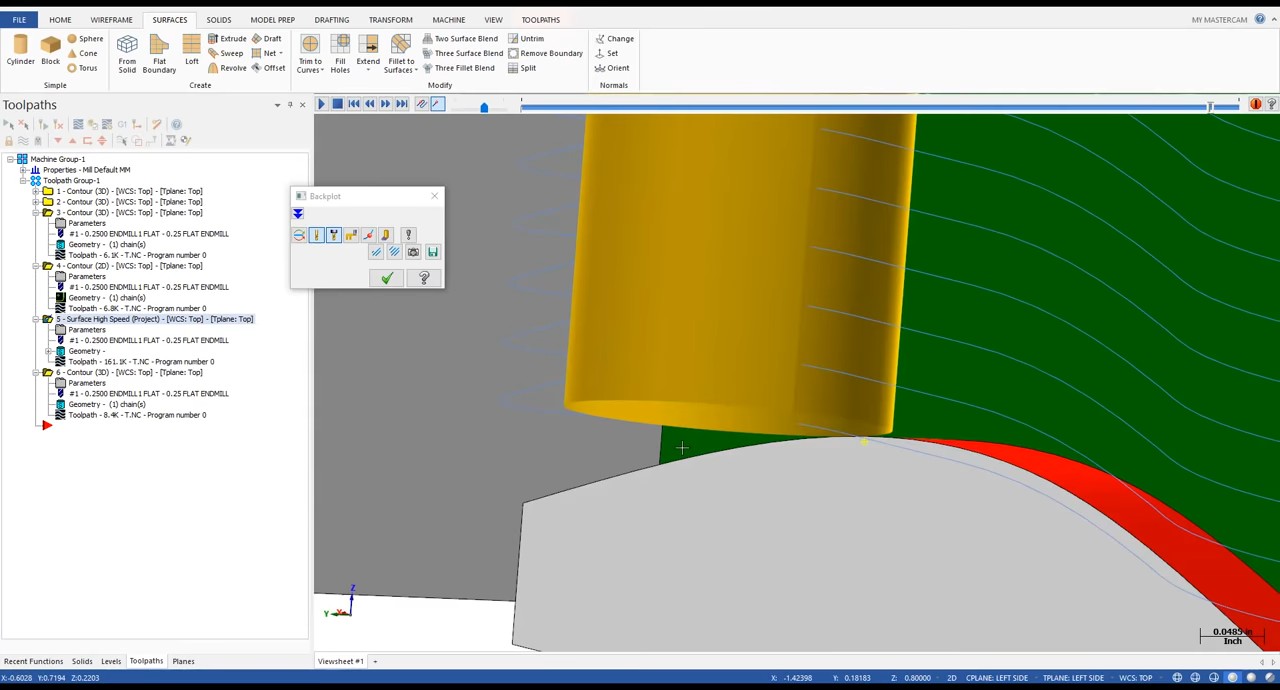 FILE HOME WIREFRAME SURFACES SOLIDS MODEL PREP DRAFTING TRANSFORM MACHINE VIEW TOOLPATHS MY MASTERCAM
Cylinder Block Sphere Cone Torus
Simple
From Solid Flat Boundary Loft Extrude Sweep Revolve Draft Net Offset
Create
Trim to Curves Fill Holes Extend Fillet to Surfaces Two Surface Blend Three Surface Blend Three Fillet Blend Untrim Remove Boundary Split
Modify
Change Set Orient
Normals
Toolpaths
G1
Machine Group-1
Properties - Mill Default MM
Toolpath Group-1
1 - Contour (3D) - [WCS: Top] - [Tplane: Top]
2 - Contour (3D) - [WCS: Top] - [Tplane: Top]
3 - Contour (3D) - [WCS: Top] - [Tplane: Top]
Parameters
#1 - 0.2500 ENDMILL1 FLAT - 0.25 FLAT ENDMILL
Geometry - (1) chain(s)
Toolpath - 6.1K - T.NC - Program number 0
4 - Contour (2D) - [WCS: Top] - [Tplane: Top]
Parameters
#1 - 0.2500 ENDMILL1 FLAT - 0.25 FLAT ENDMILL
Geometry - (1) chain(s)
Toolpath - 6.8K - T.NC - Program number 0
5 - Surface High Speed (Project) - [WCS: Top] - [Tplane: Top]
Parameters
#1 - 0.2500 ENDMILL1 FLAT - 0.25 FLAT ENDMILL
Geometry -
Toolpath - 161.1K - T.NC - Program number 0
6 - Contour (3D) - [WCS: Top] - [Tplane: Top]
Parameters
#1 - 0.2500 ENDMILL1 FLAT - 0.25 FLAT ENDMILL
Geometry - (1) chain(s)
Toolpath - 8.4K - T.NC - Program number 0
Backplot
Z
Y
X
0.0485 in
Inch
Recent Functions Solids Levels Toolpaths Planes
Viewsheet #1 +
X:-0.6028 Y:0.7194 Z:0.2203 X: -1.42398 Y: 0.18183 Z: 0.80000 2D CPLANE: LEFT SIDE TPLANE: LEFT SIDE WCS: TOP